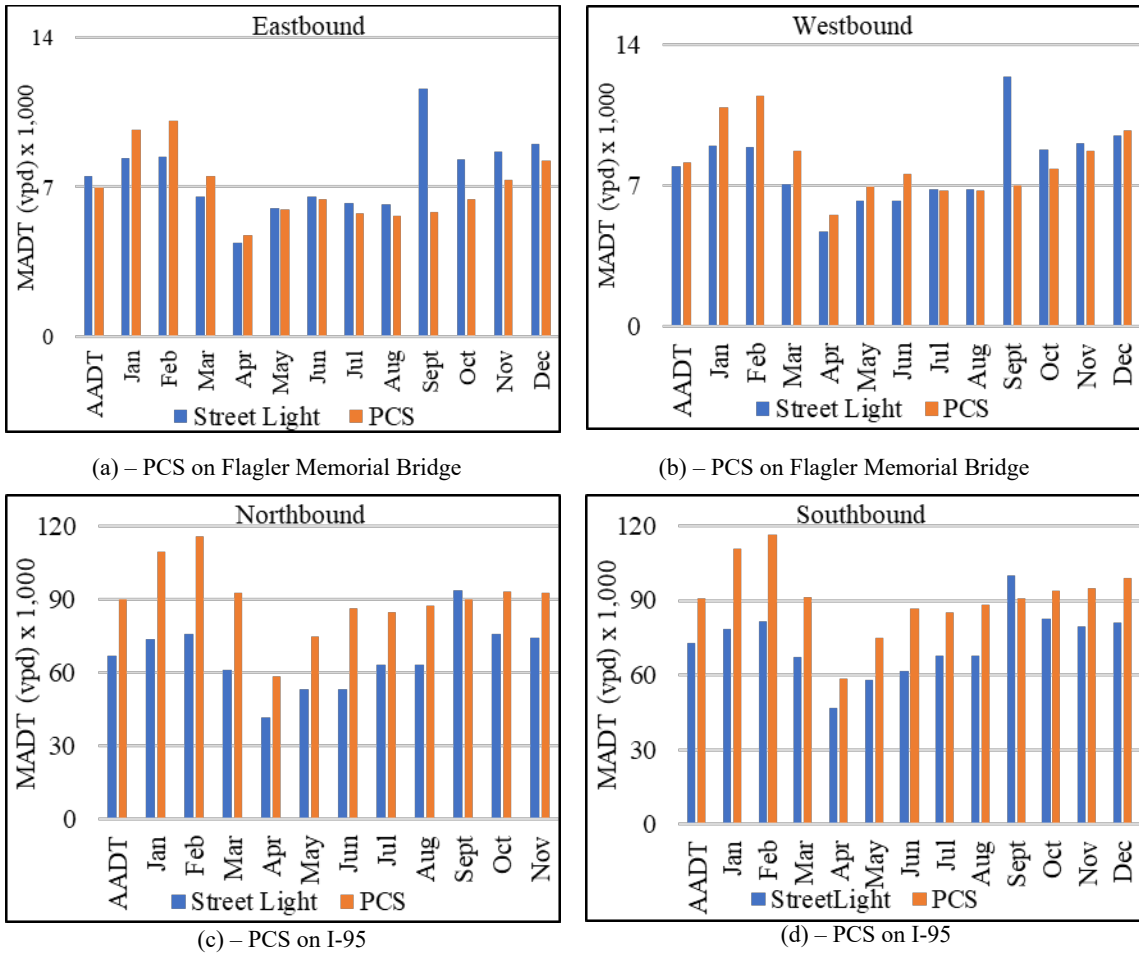 Eastbound
14
7
0
MADT (vpd) x 1,000
AADT
Jan
Feb
Mar
Apr
May
Jun
Jul
Aug
Sept
Oct
Nov
Dec
Street Light PCS
(a) – PCS on Flagler Memorial Bridge
Westbound
14
7
0
MADT (vpd) x 1,000
AADT
Jan
Feb
Mar
Apr
May
Jun
Jul
Aug
Sept
Oct
Nov
Dec
Street Light PCS
(b) – PCS on Flagler Memorial Bridge
Northbound
120
90
60
30
0
MADT (vpd) x 1,000
AADT
Jan
Feb
Mar
Apr
May
Jun
Jul
Aug
Sept
Oct
Nov
Street Light PCS
(c) – PCS on I-95
Southbound
120
90
60
30
0
MADT (vpd) x 1,000
AADT
Jan
Feb
Mar
Apr
May
Jun
Jul
Aug
Sept
Oct
Nov
Dec
StreetLight PCS
(d) – PCS on I-95